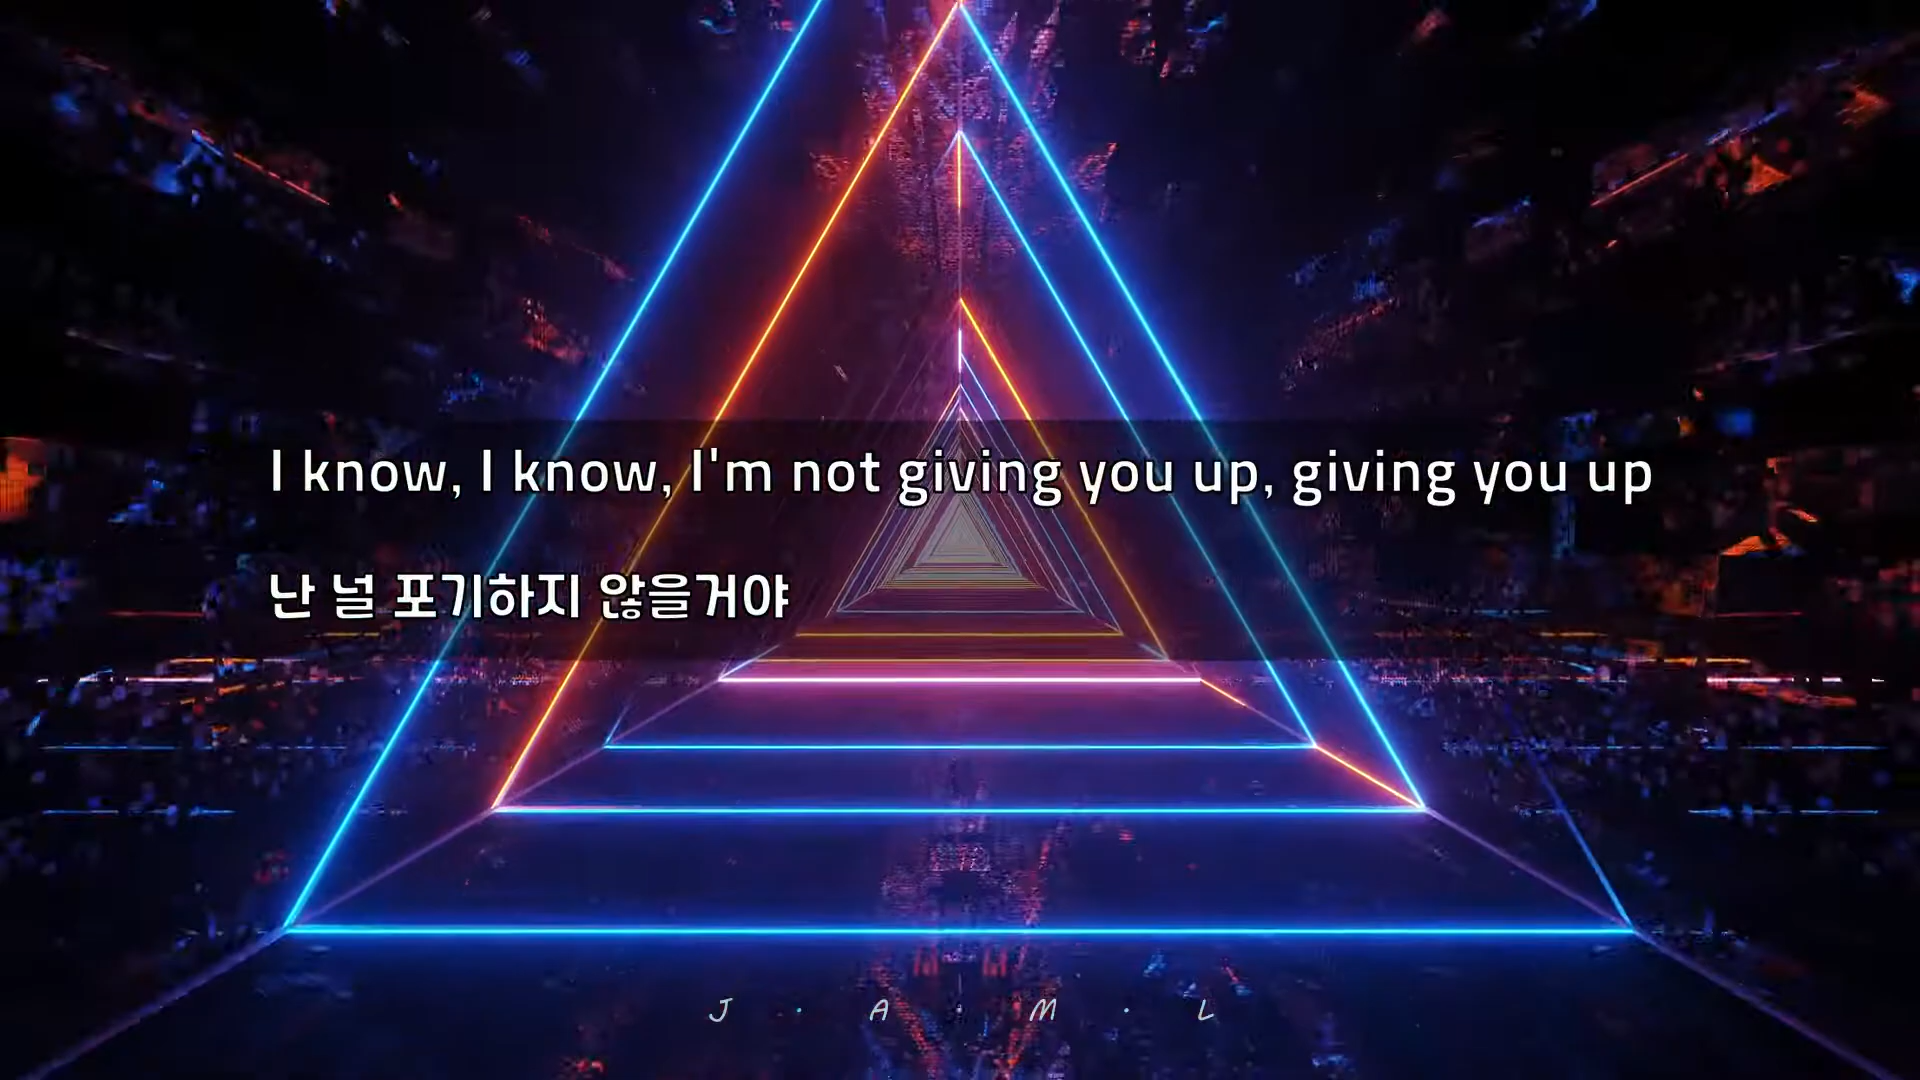 I know, I know, I'm not giving you up, giving you up
난 널 포기하지 않을거야
J · A · M · L